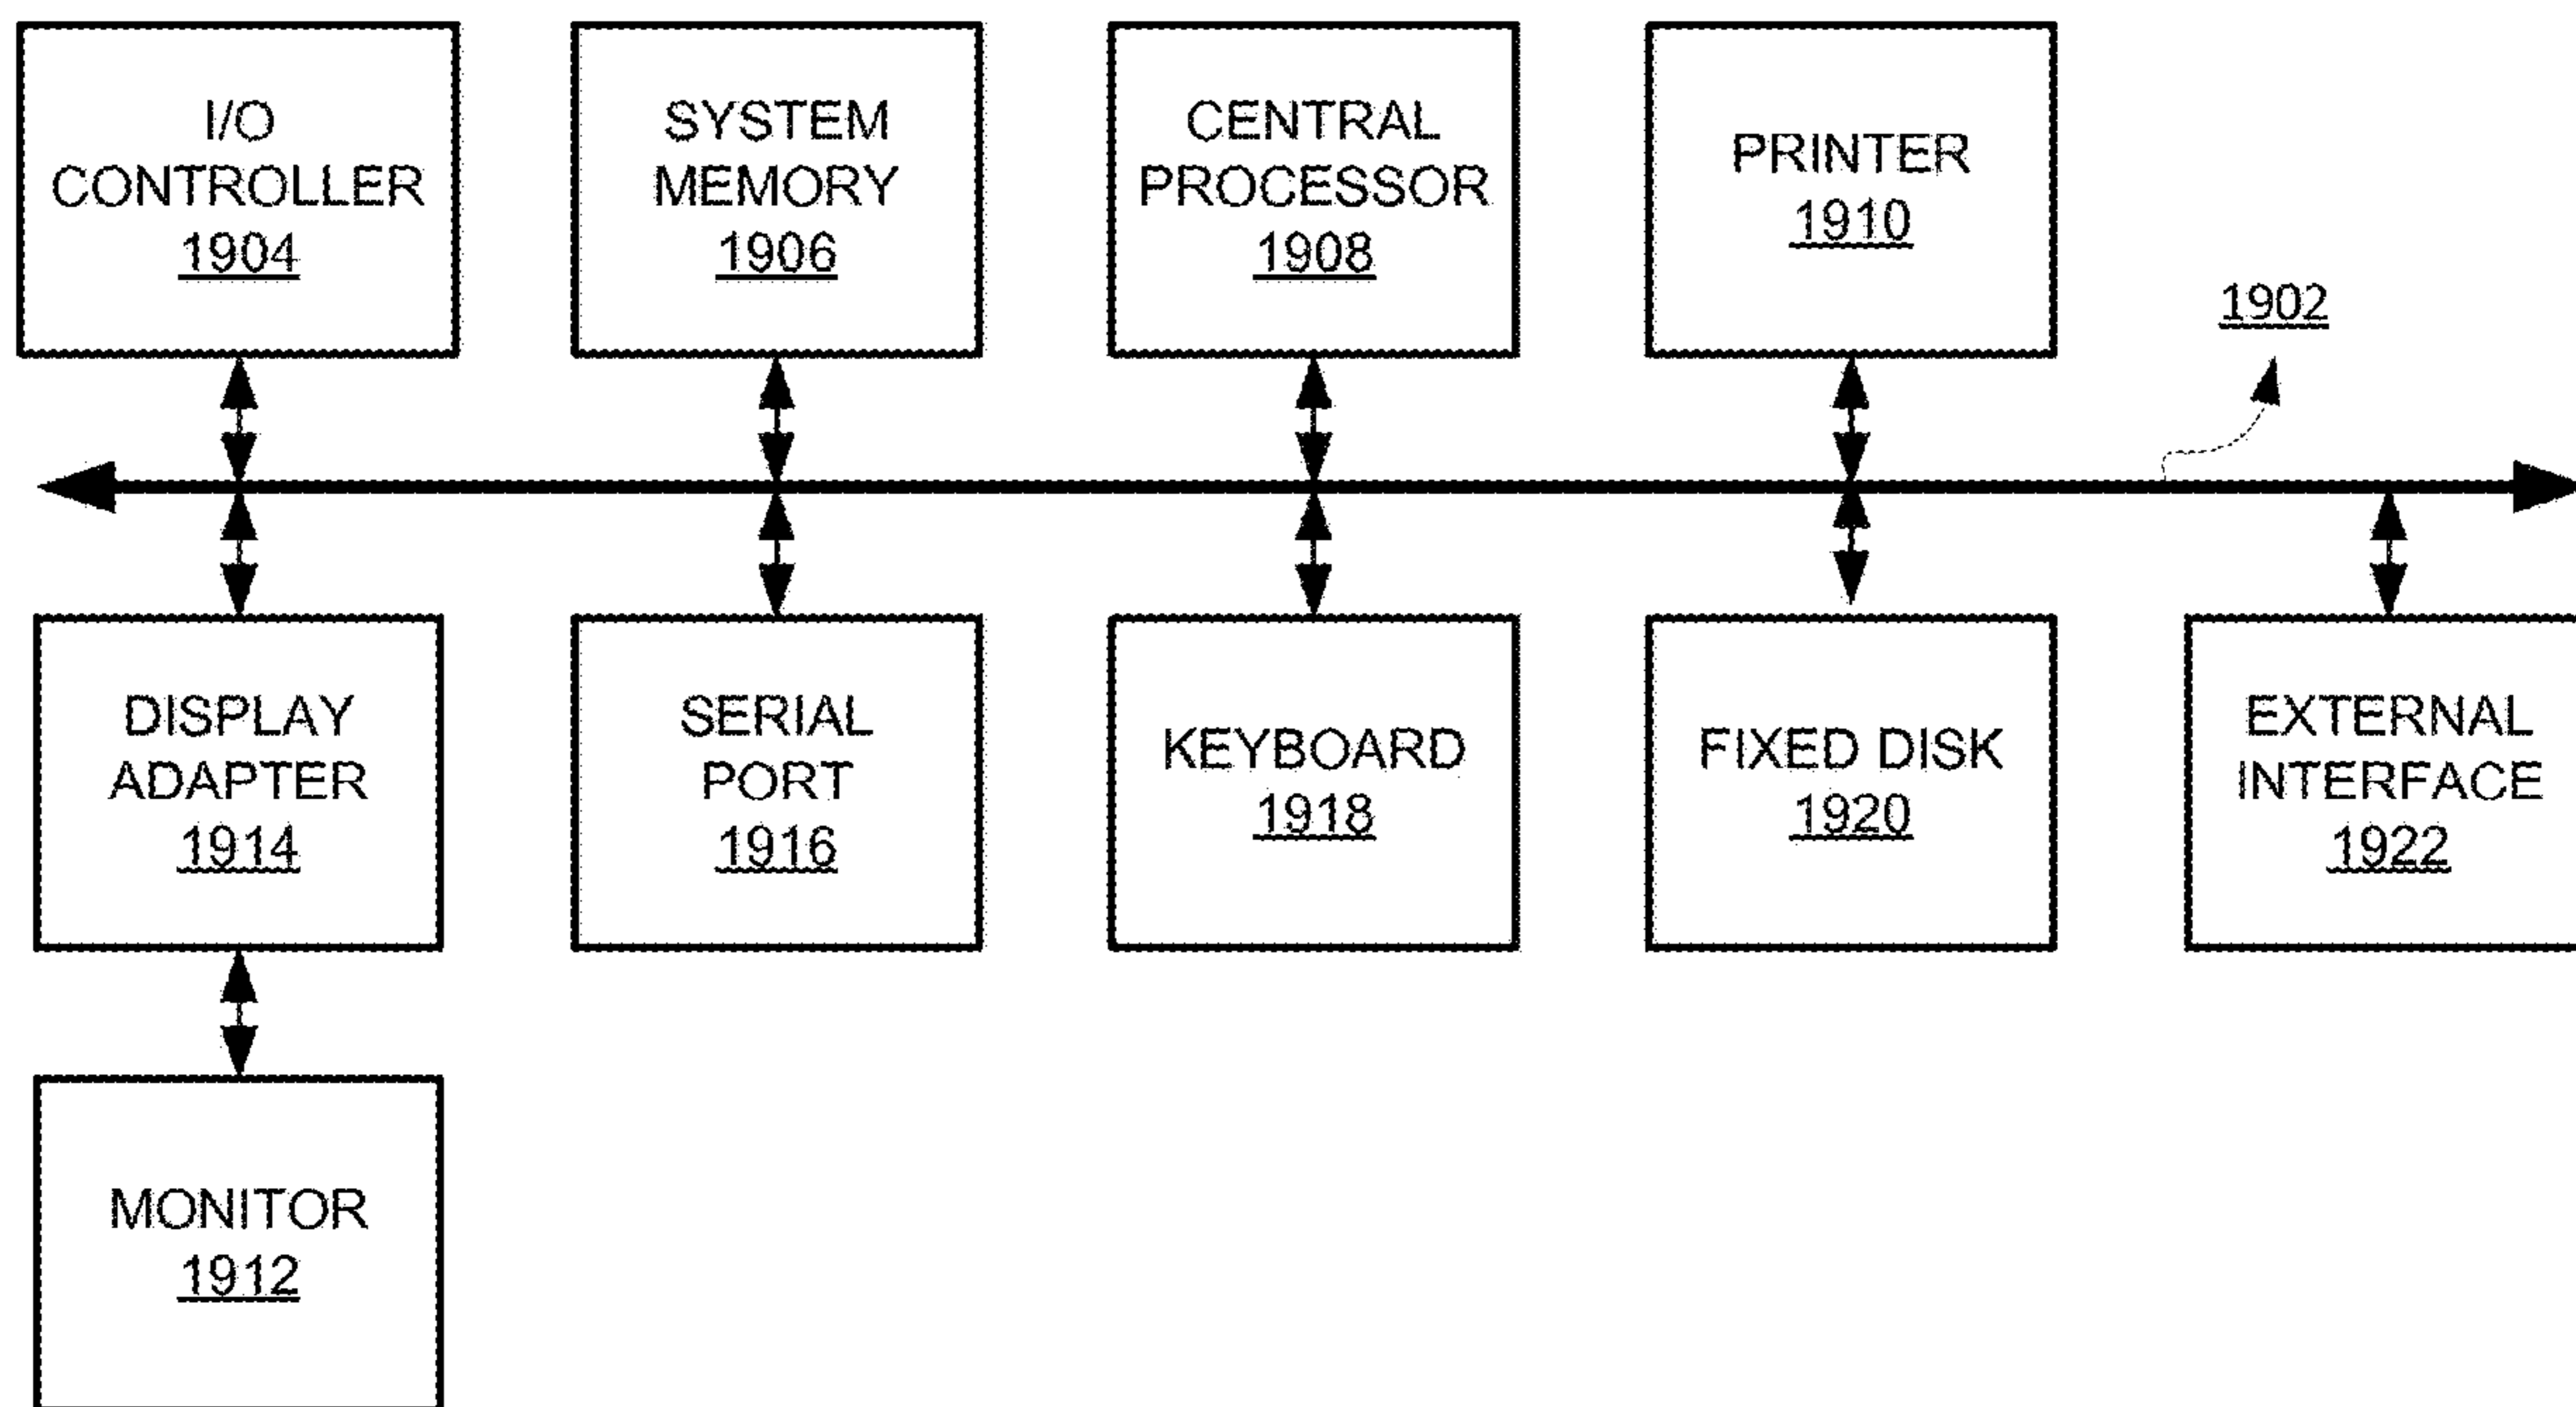 I/O
CONTROLLER
1904
SYSTEM
MEMORY
1906
CENTRAL
PROCESSOR
1908
PRINTER
1910
1902
DISPLAY
ADAPTER
1914
SERIAL
PORT
1916
KEYBOARD
1918
FIXED DISK
1920
EXTERNAL
INTERFACE
1922
MONITOR
1912